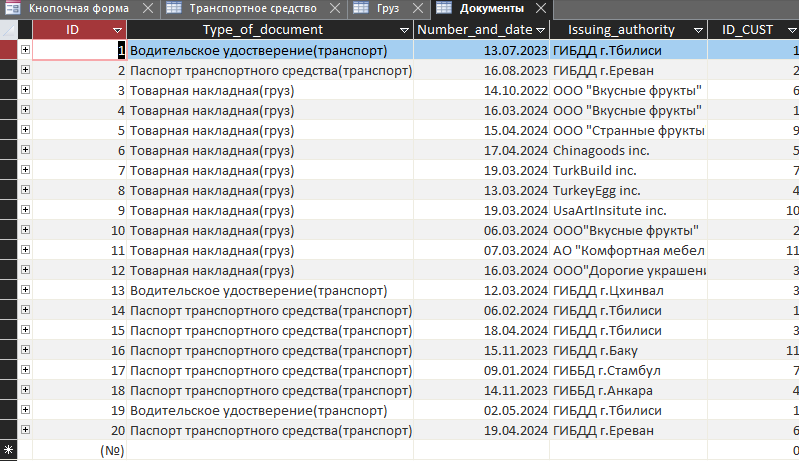 Кнопочная форма Транспортное средство Груз Документы
ID Type_of_document Number_and_date Issuing_authority ID_CUST
1 Водительское удостверение(транспорт) 13.07.2023 ГИБДД г.Тбилиси 1
2 Паспорт транспортного средства(транспорт) 16.08.2023 ГИБДД г.Ереван 2
3 Товарная накладная(груз) 14.10.2022 ООО "Вкусные фрукты" 6
4 Товарная накладная(груз) 16.03.2024 ООО "Вкусные фрукты" 1
5 Товарная накладная(груз) 15.04.2024 ООО "Странные фрукты 9
6 Товарная накладная(груз) 17.04.2024 Chinagoods inc. 5
7 Товарная накладная(груз) 19.03.2024 TurkBuild inc. 7
8 Товарная накладная(груз) 13.03.2024 TurkeyEgg inc. 4
9 Товарная накладная(груз) 19.03.2024 UsaArtInsitute inc. 10
10 Товарная накладная(груз) 06.03.2024 ООО"Вкусные фрукты" 2
11 Товарная накладная(груз) 07.03.2024 АО "Комфортная мебел 11
12 Товарная накладная(груз) 16.03.2024 ООО"Дорогие украшени 3
13 Водительское удостверение(транспорт) 12.03.2024 ГИБДД г.Цхинвал 3
14 Паспорт транспортного средства(транспорт) 06.02.2024 ГИБДД г.Тбилиси 1
15 Паспорт транспортного средства(транспорт) 18.04.2024 ГИБДД г.Тбилиси 3
16 Паспорт транспортного средства(транспорт) 15.11.2023 ГИБДД г.Баку 11
17 Паспорт транспортного средства(транспорт) 09.01.2024 ГИББД г.Стамбул 7
18 Паспорт транспортного средства(транспорт) 14.11.2023 ГИББД г.Анкара 4
19 Водительское удостверение(транспорт) 02.05.2024 ГИБДД г.Тбилиси 1
20 Паспорт транспортного средства(транспорт) 19.04.2024 ГИБДД г.Ереван 6
(№) 0